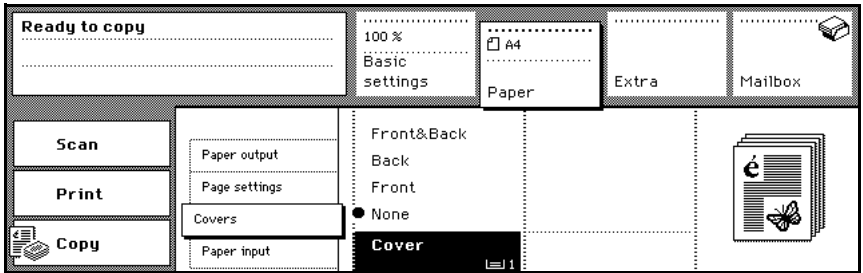 Ready to copy
100 %
Basic
settings
A4
Paper
Extra
Mailbox
Scan
Print
Copy
Paper output
Page settings
Covers
Paper input
Front&Back
Back
Front
None
Cover
1
é